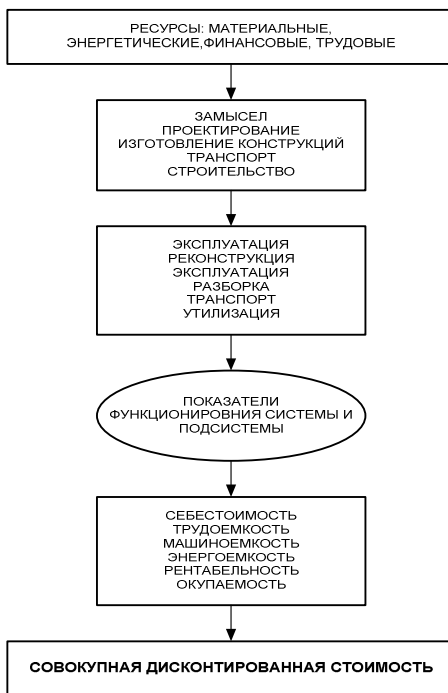 РЕСУРСЫ: МАТЕРИАЛЬНЫЕ,
ЭНЕРГЕТИЧЕСКИЕ,ФИНАНСОВЫЕ, ТРУДОВЫЕ
ЗАМЫСЕЛ
ПРОЕКТИРОВАНИЕ
ИЗГОТОВЛЕНИЕ КОНСТРУКЦИЙ
ТРАНСПОРТ
СТРОИТЕЛЬСТВО
ЭКСПЛУАТАЦИЯ
РЕКОНСТРУКЦИЯ
ЭКСПЛУАТАЦИЯ
РАЗБОРКА
ТРАНСПОРТ
УТИЛИЗАЦИЯ
ПОКАЗАТЕЛИ
ФУНКЦИОНИРОВНИЯ СИСТЕМЫ И
ПОДСИСТЕМЫ
СЕБЕСТОИМОСТЬ
ТРУДОЕМКОСТЬ
МАШИНОЕМКОСТЬ
ЭНЕРГОЕМКОСТЬ
РЕНТАБЕЛЬНОСТЬ
ОКУПАЕМОСТЬ
СОВОКУПНАЯ ДИСКОНТИРОВАННАЯ СТОИМОСТЬ